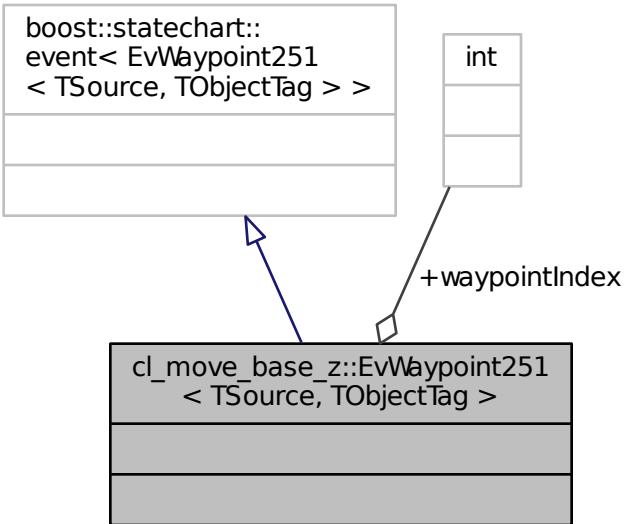 boost::statechart::
event< EvWaypoint251
< TSource, TObjectTag > >
int
+waypointIndex
cl_move_base_z::EvWaypoint251
< TSource, TObjectTag >